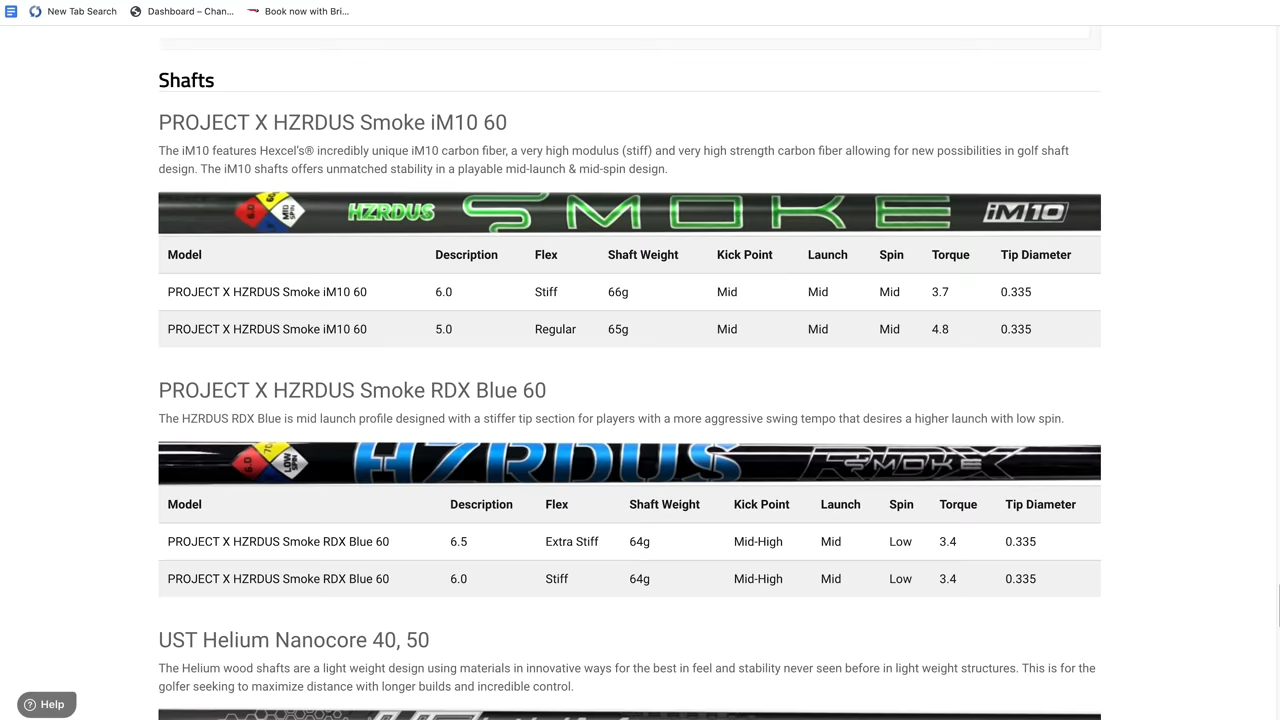 New Tab Search Dashboard – Chan... Book now with Bri...
Shafts
PROJECT X HZRDUS Smoke iM10 60
The iM10 features Hexcel's® incredibly unique iM10 carbon fiber, a very high modulus (stiff) and very high strength carbon fiber allowing for new possibilities in golf shaft
design. The iM10 shafts offers unmatched stability in a playable mid-launch & mid-spin design.
6.0 60 MID SPIN HZRDUS SMOKE iM10
Model Description Flex Shaft Weight Kick Point Launch Spin Torque Tip Diameter
PROJECT X HZRDUS Smoke iM10 60 6.0 Stiff 66g Mid Mid Mid 3.7 0.335
PROJECT X HZRDUS Smoke iM10 60 5.0 Regular 65g Mid Mid Mid 4.8 0.335
PROJECT X HZRDUS Smoke RDX Blue 60
The HZRDUS RDX Blue is mid launch profile designed with a stiffer tip section for players with a more aggressive swing tempo that desires a higher launch with low spin.
6.0 70 LOW SPIN HZRDUS SMOKE RDX
Model Description Flex Shaft Weight Kick Point Launch Spin Torque Tip Diameter
PROJECT X HZRDUS Smoke RDX Blue 60 6.5 Extra Stiff 64g Mid-High Mid Low 3.4 0.335
PROJECT X HZRDUS Smoke RDX Blue 60 6.0 Stiff 64g Mid-High Mid Low 3.4 0.335
UST Helium Nanocore 40, 50
The Helium wood shafts are a light weight design using materials in innovative ways for the best in feel and stability never seen before in light weight structures. This is for the
golfer seeking to maximize distance with longer builds and incredible control.
Help